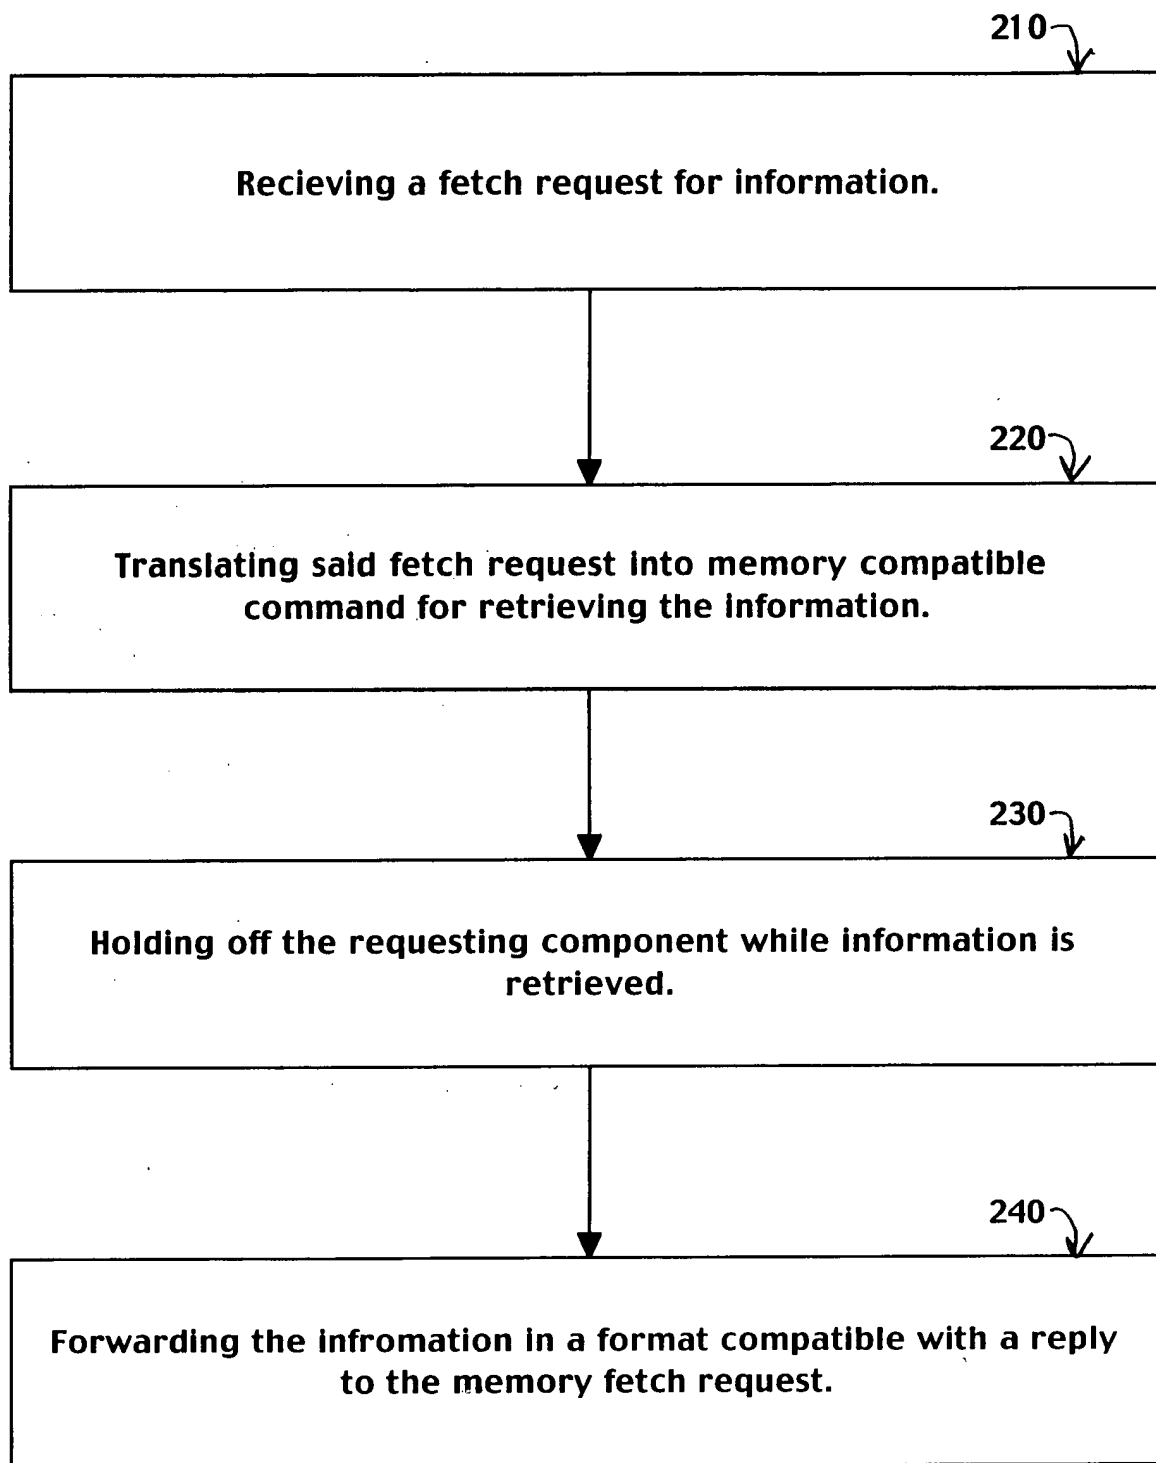 210
Recieving a fetch request for information.
220
Translating said fetch request into memory compatible
command for retrieving the information.
230
Holding off the requesting component while information is
retrieved.
240
Forwarding the infromation in a format compatible with a reply
to the memory fetch request.